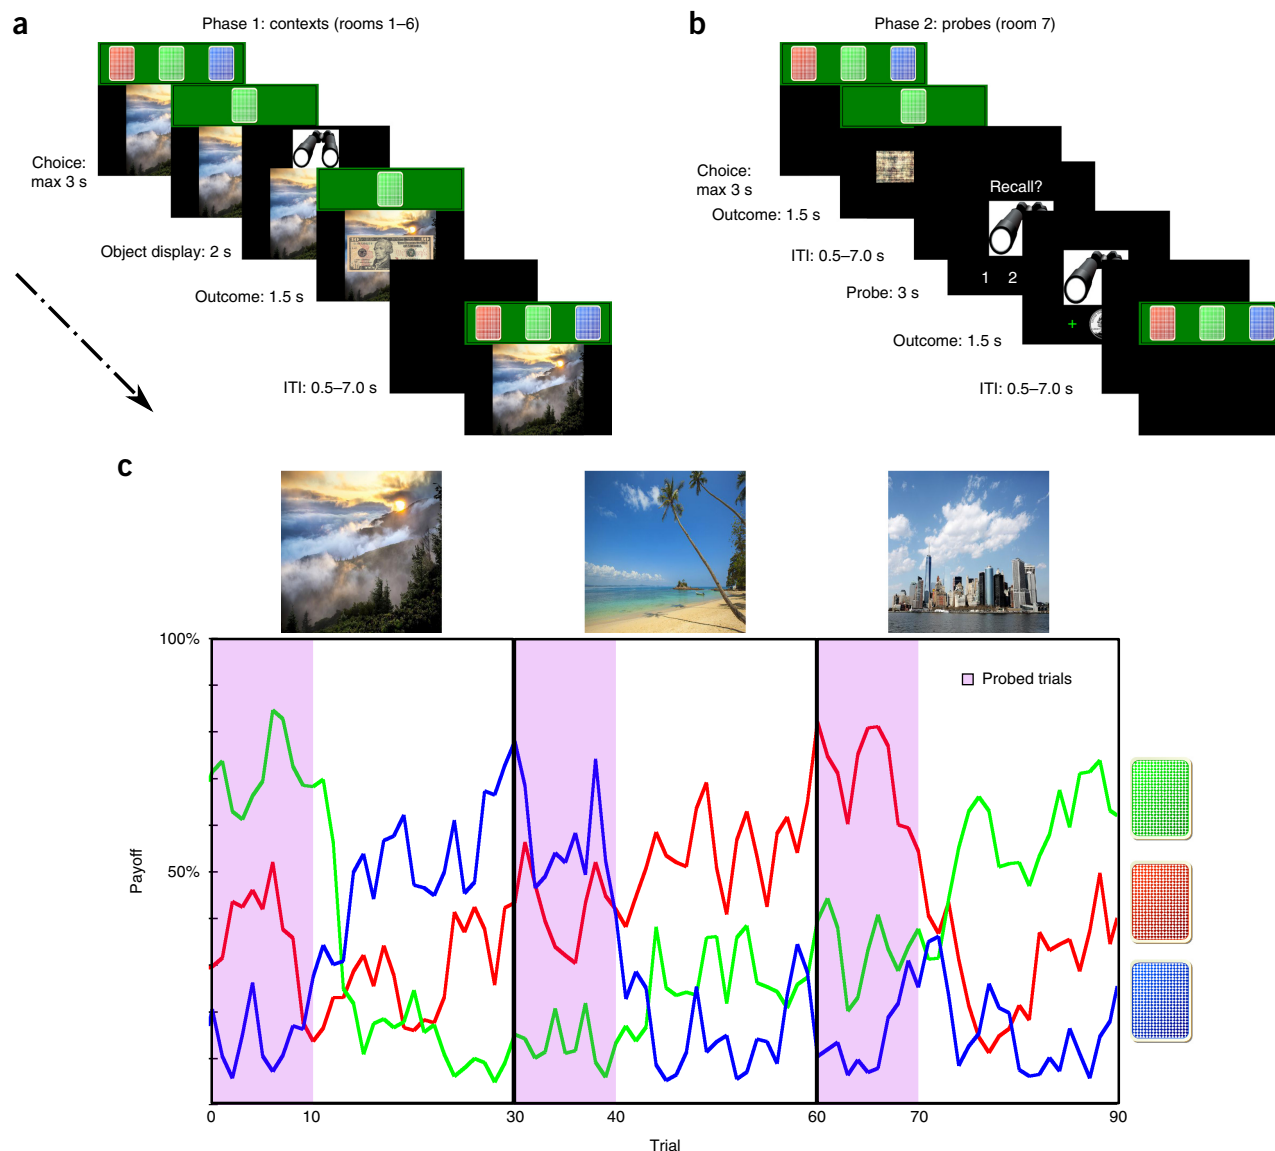 a
Phase 1: contexts (rooms 1–6)
Choice:
max 3 s
Object display: 2 s
Outcome: 1.5 s
ITI: 0.5–7.0 s
b
Phase 2: probes (room 7)
Choice:
max 3 s
Outcome: 1.5 s
ITI: 0.5–7.0 s
Recall?
1 2
Probe: 3 s
+
Outcome: 1.5 s
ITI: 0.5–7.0 s
c
100%
50%
Payoff
Probed trials
0 10 30 40 60 70 90
Trial